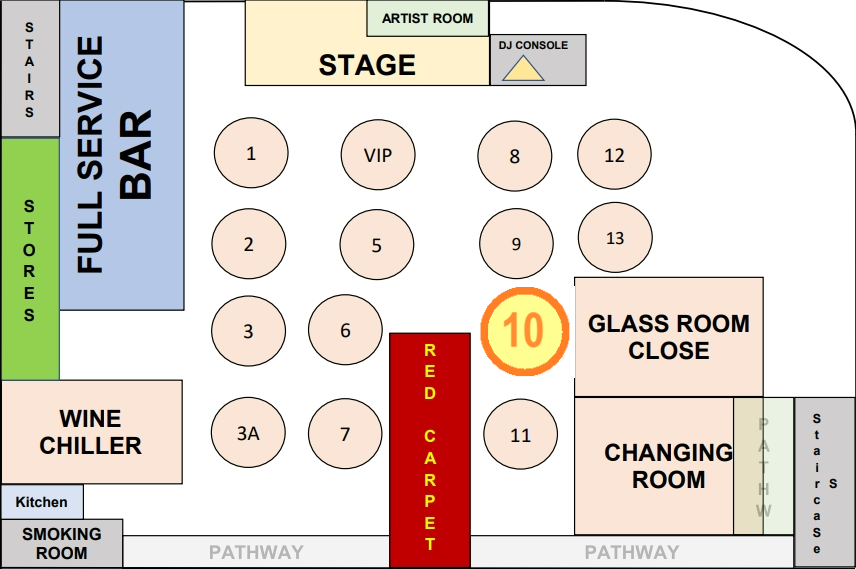 STAIRS
FULL SERVICE
BAR
STAGE
ARTIST ROOM
DJ CONSOLE
STORES
1
VIP
8
12
2
5
9
13
3
6
10
GLASS ROOM
CLOSE
RED CARPET
WINE
CHILLER
3A
7
11
CHANGING
ROOM
PATHW
StaircaSe
S
Kitchen
SMOKING
ROOM
PATHWAY
PATHWAY